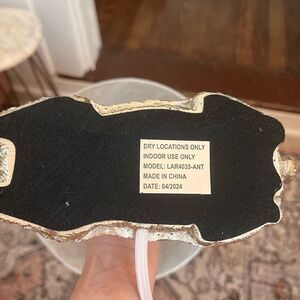 DRY LOCATIONS ONLY
INDOOR USE ONLY
MODEL: LAR4035-ANT
MADE IN CHINA
DATE: 04/2024